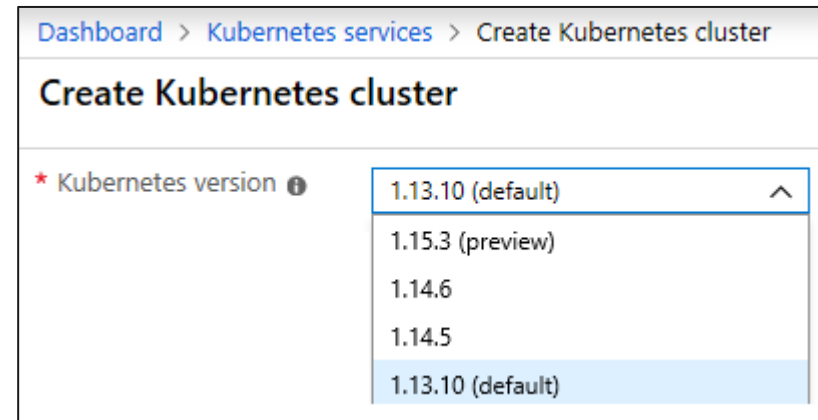 Dashboard > Kubernetes services > Create Kubernetes cluster
Create Kubernetes cluster
* Kubernetes version 1.13.10 (default)
1.15.3 (preview)
1.14.6
1.14.5
1.13.10 (default)